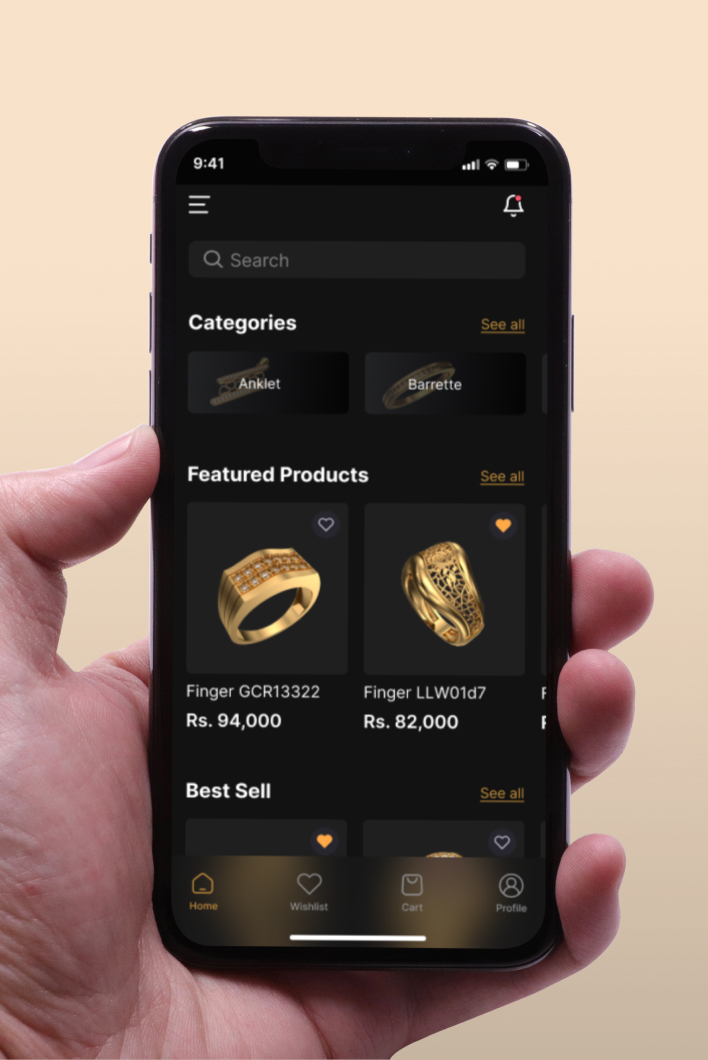 9:41
Search
Categories
See all
Anklet
Barrette
Featured Products
See all
Finger GCR13322
Finger LLW01d7
F
Rs. 94,000
Rs. 82,000
Best Sell
See all
Home
Wishlist
Cart
Profile